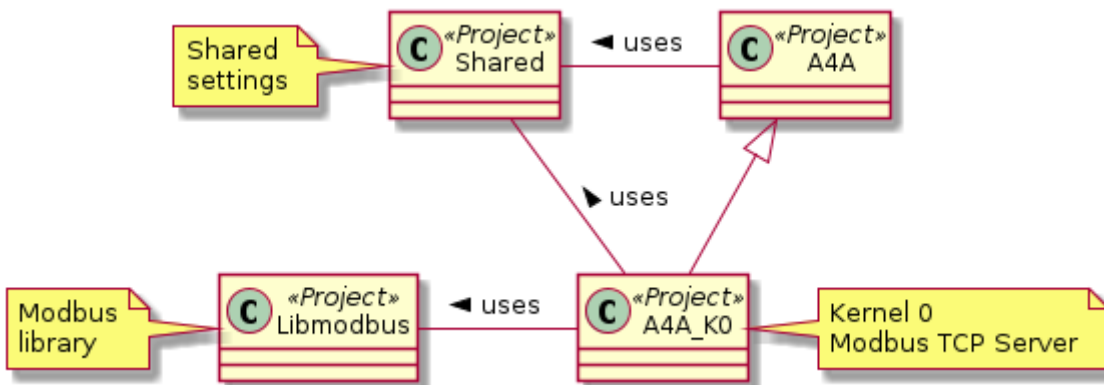 Shared
settings
C
«Project»
Shared
◄ uses
C
«Project»
A4A
◄ uses
Modbus
library
C
«Project»
Libmodbus
◄ uses
C
«Project»
A4A_K0
Kernel 0
Modbus TCP Server